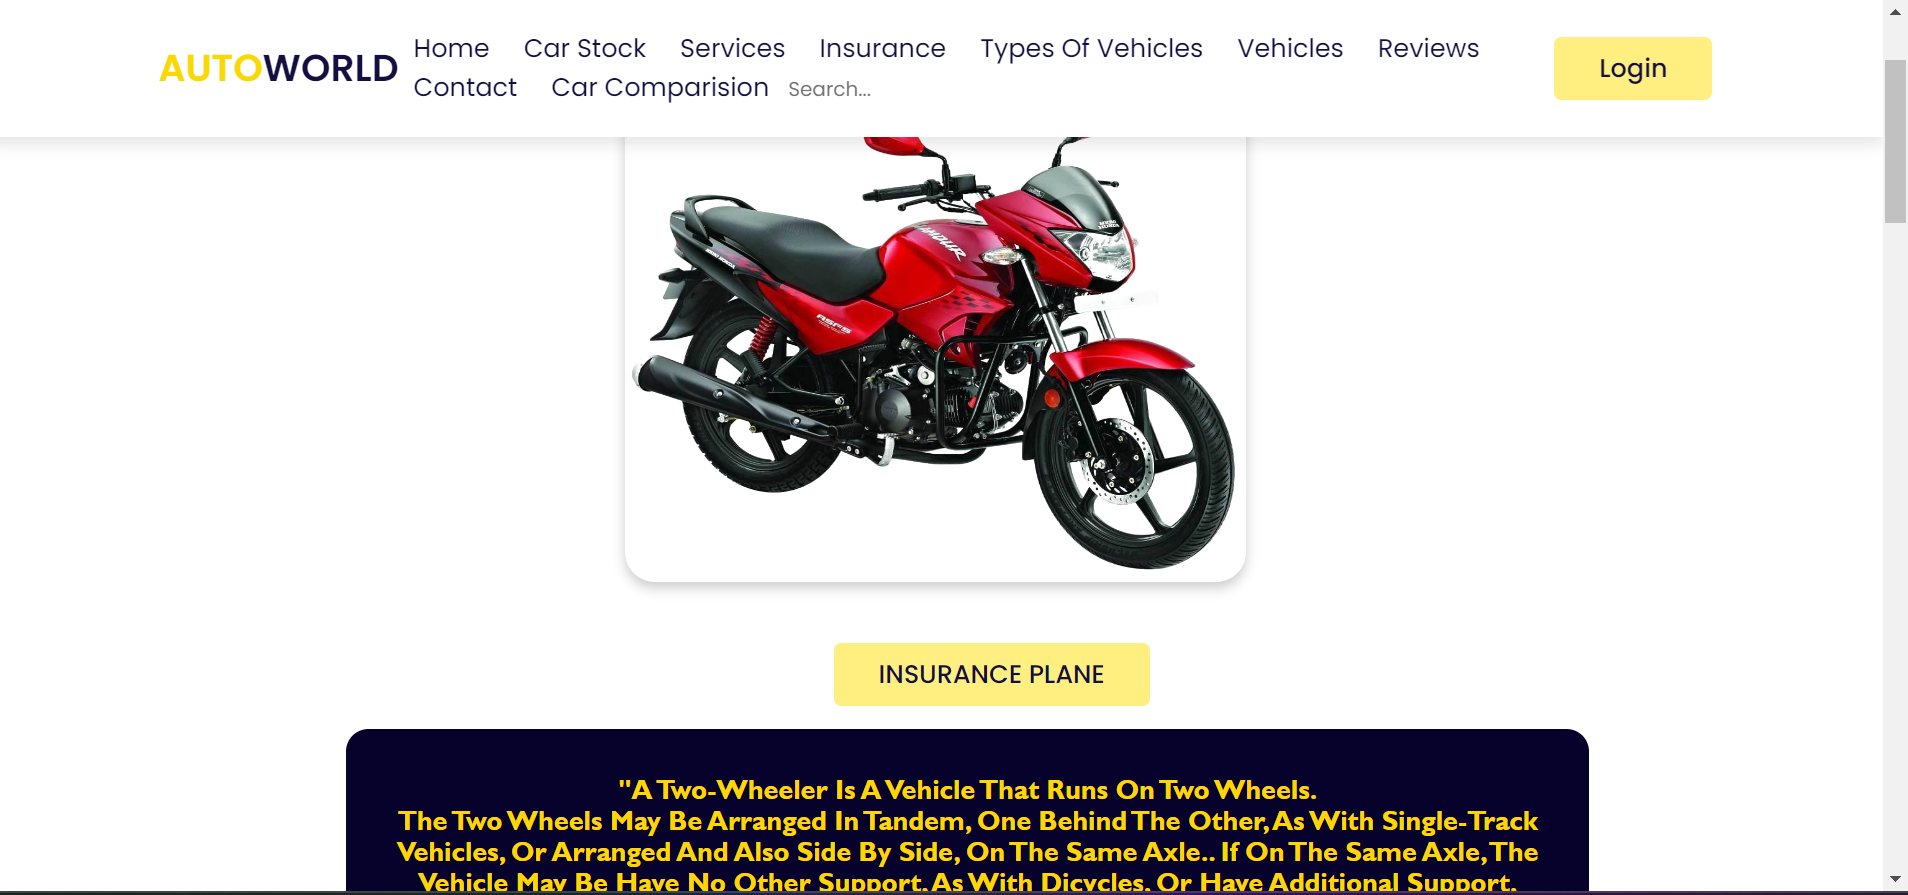 AUTOWORLD
Home Car Stock Services Insurance Types Of Vehicles Vehicles Reviews
Contact Car Comparision Search...
Login
HERO
HONDA
INSURANCE PLANE
"A Two-Wheeler Is A Vehicle That Runs On Two Wheels.
The Two Wheels May Be Arranged In Tandem, One Behind The Other, As With Single-Track
Vehicles, Or Arranged And Also Side By Side, On The Same Axle.. If On The Same Axle, The
Vehicle May Be Have No Other Support, As With Dicycles, Or Have Additional Support,